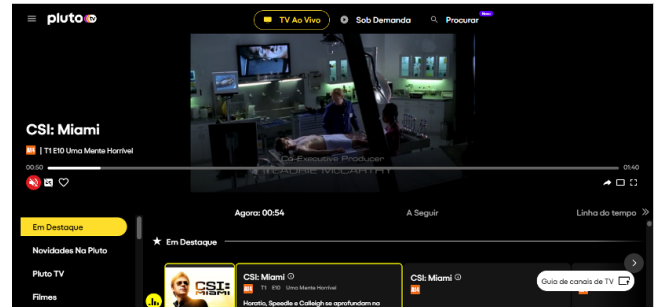 pluto tv
TV Ao Vivo
Sob Demanda
Procurar
CSI: Miami
| T1 E10 Uma Mente Horrível
Co-Executive Producer
00:50
01:40
CC
Agora: 00:54
A Seguir
Linha do tempo
Em Destaque
Novidades Na Pluto
Pluto TV
Filmes
Em Destaque
CSI:
MIAMI
CSI: Miami
T1 E10 Uma Mente Horrível
Horatio, Speedle e Calleigh se aprofundam na
CSI: Miami
Guia de canais de TV